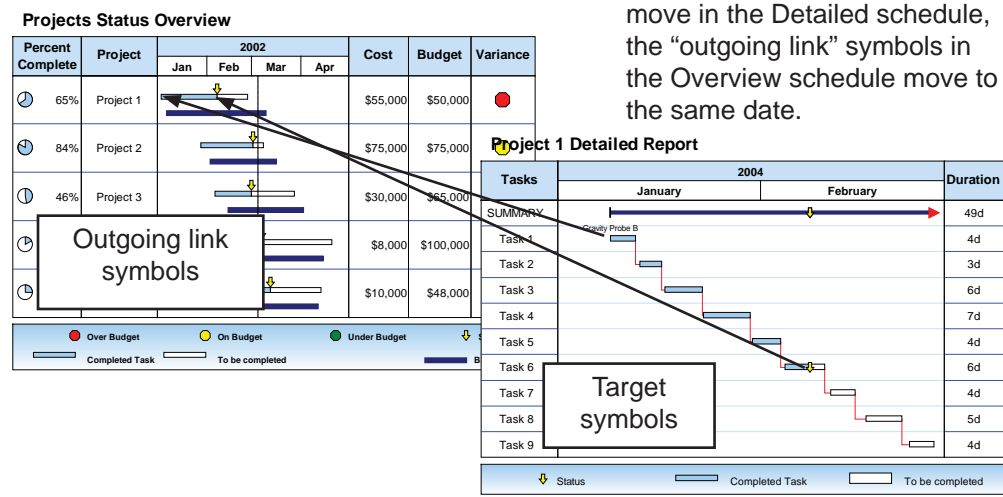 move in the Detailed schedule,
the “outgoing link” symbols in
the Overview schedule move to
the same date.
Projects Status Overview
Percent Complete Project 2002 Cost Budget Variance
Jan Feb Mar Apr
65% Project 1 $55,000 $50,000
84% Project 2 $75,000 $75,000
46% Project 3 $30,000 $65,000
$8,000 $100,000
$10,000 $48,000
Outgoing link
symbols
Over Budget On Budget Under Budget
Completed Task To be completed
Project 1 Detailed Report
Tasks 2004 Duration
January February
SUMMARY 49d
Gravity Probe B
Task 1 4d
Task 2 3d
Task 3 6d
Task 4 7d
Task 5 4d
Task 6 6d
Task 7 4d
Task 8 5d
Task 9 4d
Target
symbols
Status Completed Task To be completed